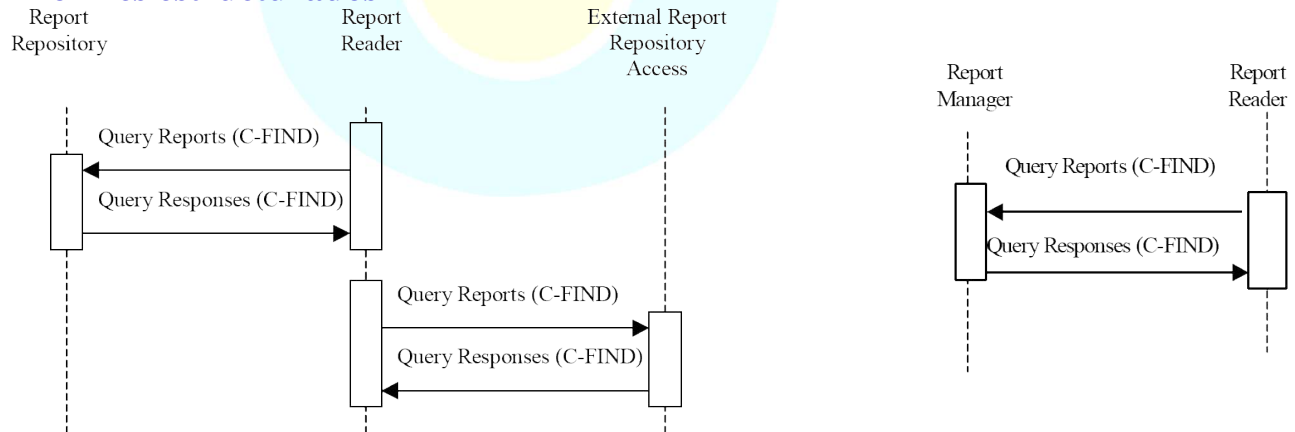 Report
Repository
Report
Reader
External Report
Repository
Access
Query Reports (C-FIND)
Query Responses (C-FIND)
Query Reports (C-FIND)
Query Responses (C-FIND)
Report
Manager
Report
Reader
Query Reports (C-FIND)
Query Responses (C-FIND)